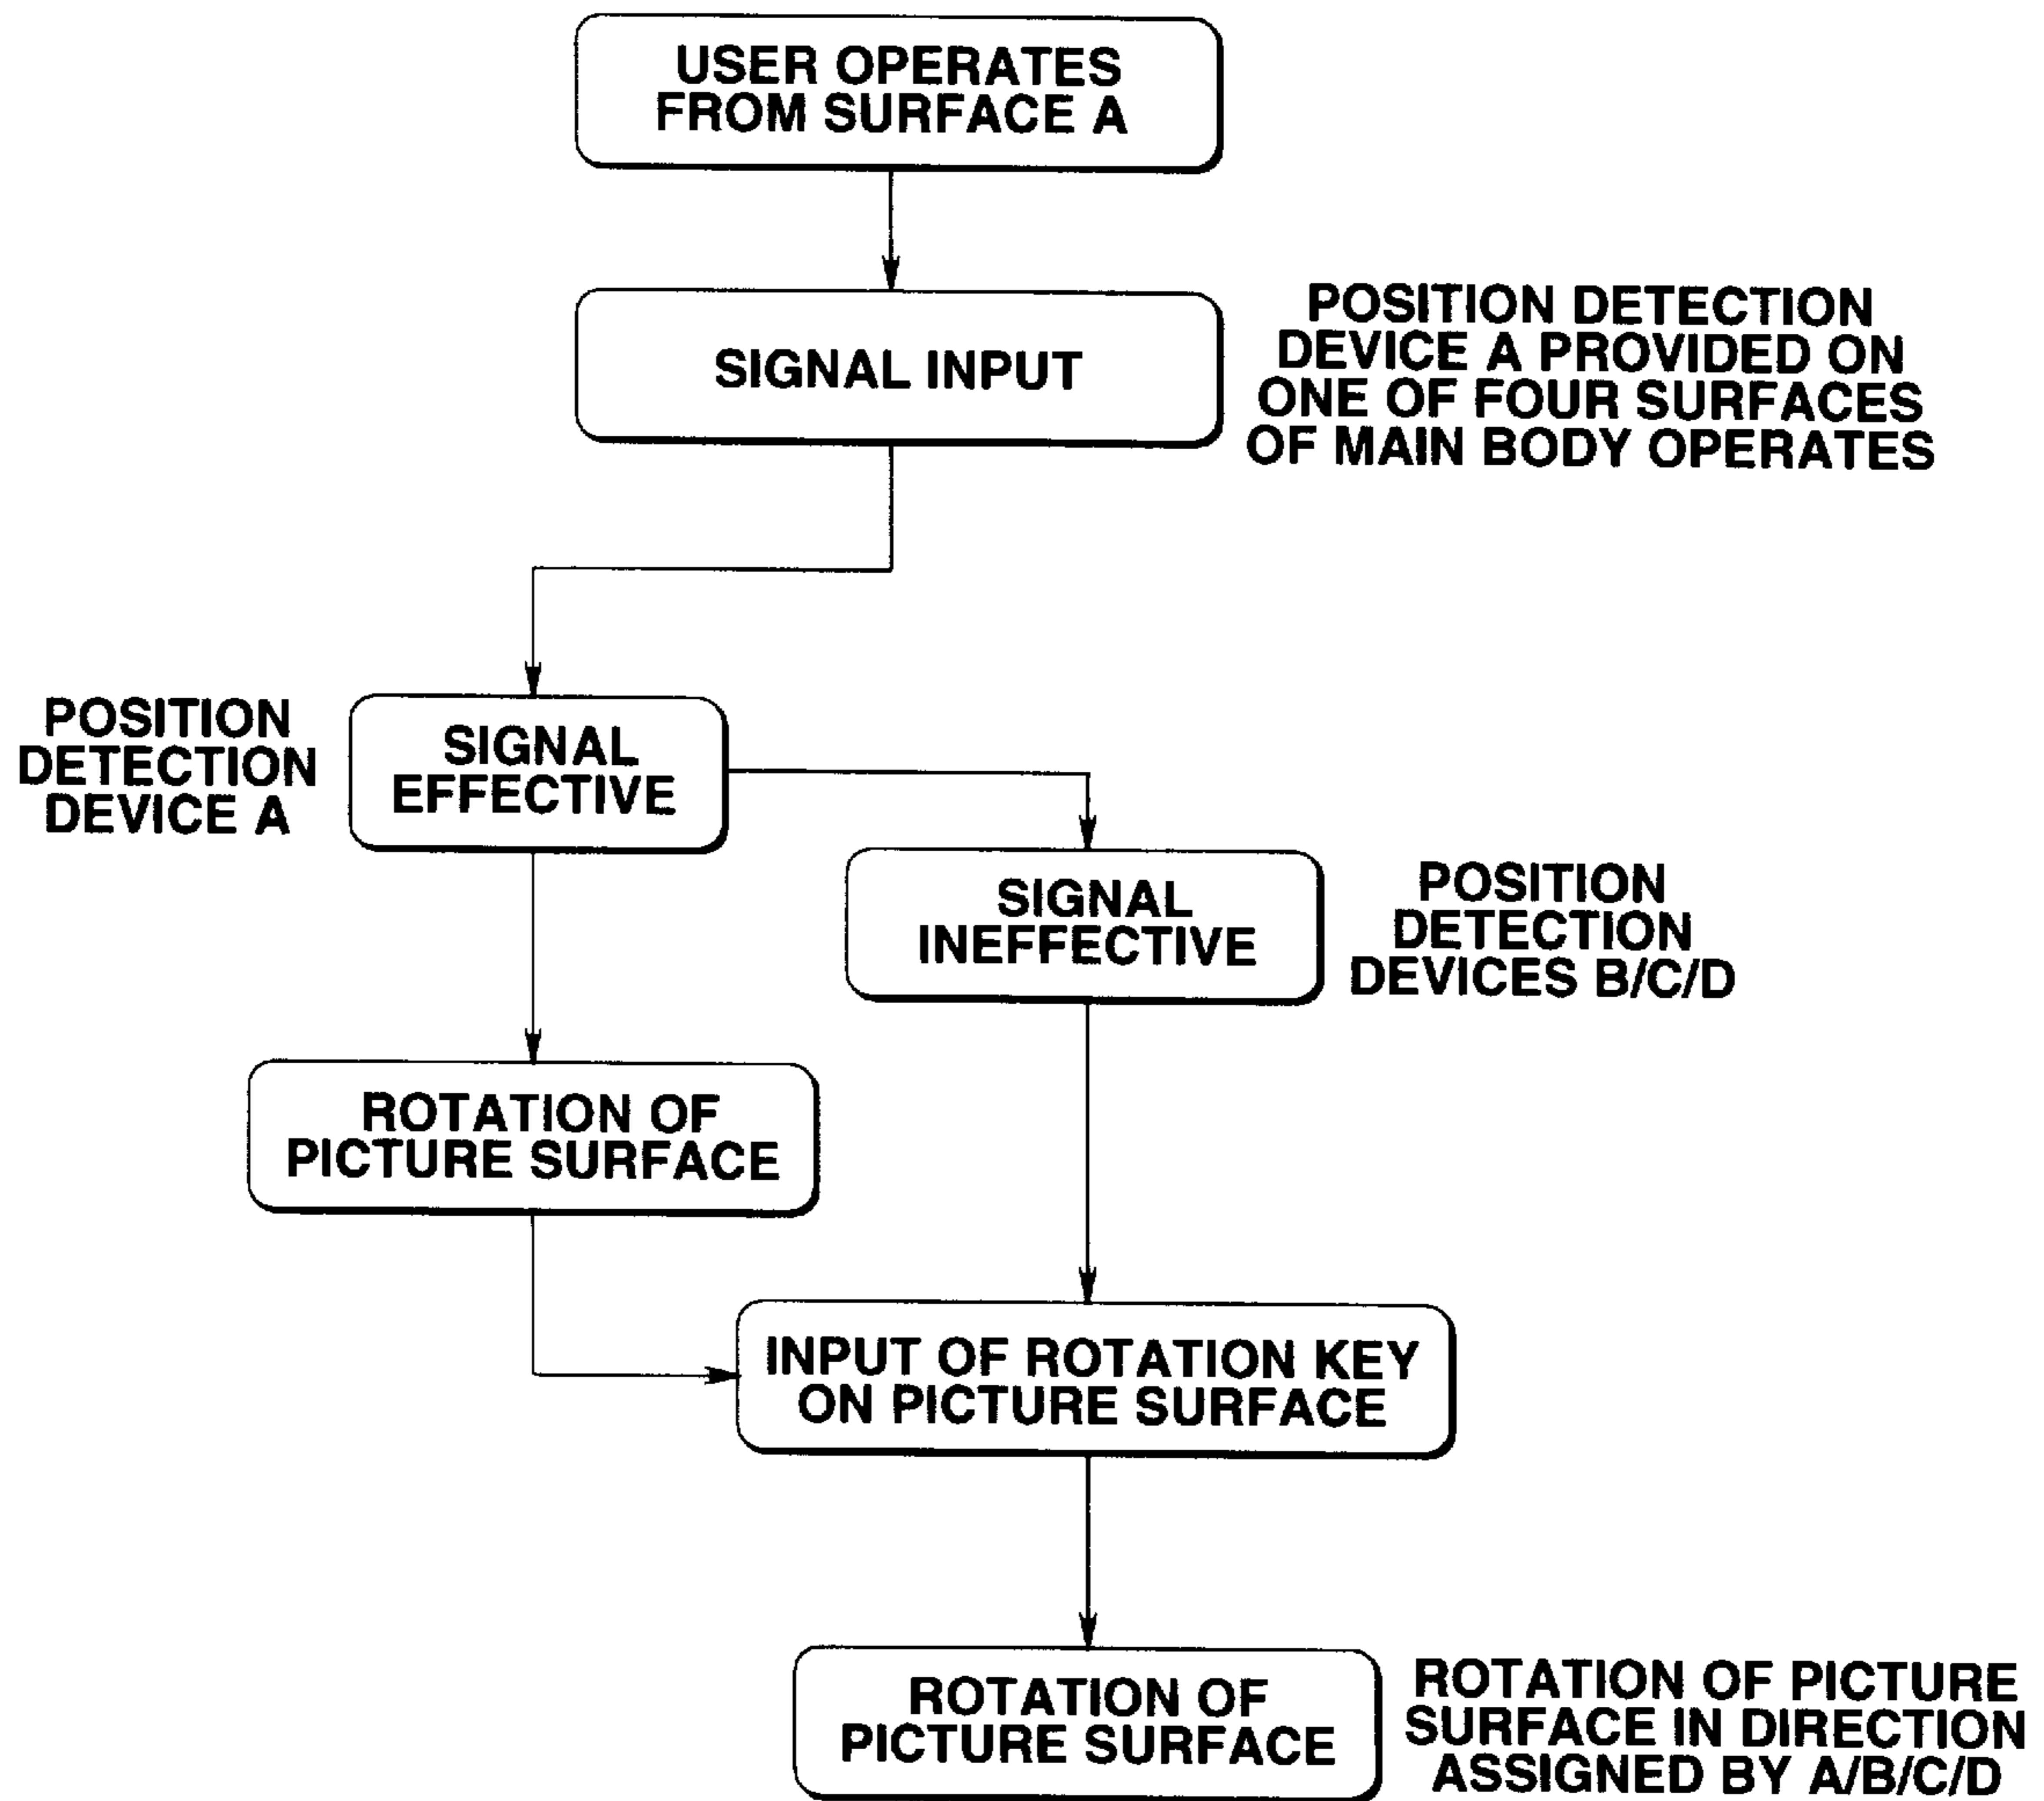 USER OPERATES
FROM SURFACE A
SIGNAL INPUT
POSITION DETECTION
DEVICE A PROVIDED ON
ONE OF FOUR SURFACES
OF MAIN BODY OPERATES
POSITION
DETECTION
DEVICE A
SIGNAL
EFFECTIVE
SIGNAL
INEFFECTIVE
POSITION
DETECTION
DEVICES B/C/D
ROTATION OF
PICTURE SURFACE
INPUT OF ROTATION KEY
ON PICTURE SURFACE
ROTATION OF
PICTURE SURFACE
ROTATION OF PICTURE
SURFACE IN DIRECTION
ASSIGNED BY A/B/C/D